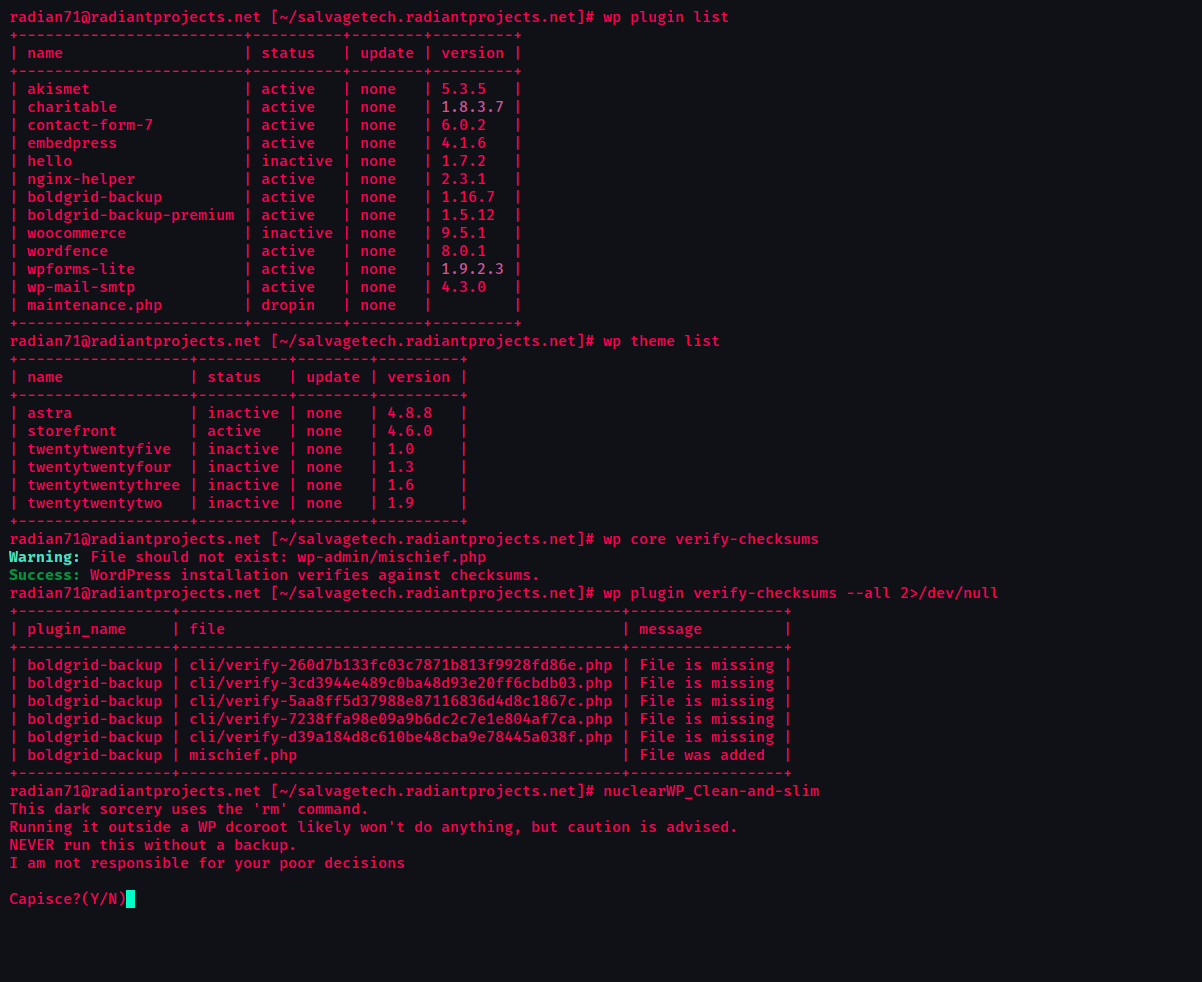 radian71@radiantprojects.net [~/salvagetech.radiantprojects.net]# wp plugin list
+-------------------------+----------+--------+---------+
| name                    | status   | update | version |
+-------------------------+----------+--------+---------+
| akismet                 | active   | none   | 5.3.5   |
| charitable              | active   | none   | 1.8.3.7 |
| contact-form-7          | active   | none   | 6.0.2   |
| embedpress              | active   | none   | 4.1.6   |
| hello                   | inactive | none   | 1.7.2   |
| nginx-helper            | active   | none   | 2.3.1   |
| boldgrid-backup         | active   | none   | 1.16.7  |
| boldgrid-backup-premium | active   | none   | 1.5.12  |
| woocommerce             | inactive | none   | 9.5.1   |
| wordfence               | active   | none   | 8.0.1   |
| wpforms-lite            | active   | none   | 1.9.2.3 |
| wp-mail-smtp            | active   | none   | 4.3.0   |
| maintenance.php         | dropin   | none   |         |
+-------------------------+----------+--------+---------+
radian71@radiantprojects.net [~/salvagetech.radiantprojects.net]# wp theme list
+-------------------+----------+--------+---------+
| name              | status   | update | version |
+-------------------+----------+--------+---------+
| astra             | inactive | none   | 4.8.8   |
| storefront        | active   | none   | 4.6.0   |
| twentytwentyfive  | inactive | none   | 1.0     |
| twentytwentyfour  | inactive | none   | 1.3     |
| twentytwentythree | inactive | none   | 1.6     |
| twentytwentytwo   | inactive | none   | 1.9     |
+-------------------+----------+--------+---------+
radian71@radiantprojects.net [~/salvagetech.radiantprojects.net]# wp core verify-checksums
Warning: File should not exist: wp-admin/mischief.php
Success: WordPress installation verifies against checksums.
radian71@radiantprojects.net [~/salvagetech.radiantprojects.net]# wp plugin verify-checksums --all 2>/dev/null
+-----------------+-------------------------------------------------+-----------------+
| plugin_name     | file                                            | message         |
+-----------------+-------------------------------------------------+-----------------+
| boldgrid-backup | cli/verify-260d7b133fc03c7871b813f9928fd86e.php | File is missing |
| boldgrid-backup | cli/verify-3cd3944e489c0ba48d93e20ff6cbdb03.php | File is missing |
| boldgrid-backup | cli/verify-5aa8ff5d37988e87116836d4d8c1867c.php | File is missing |
| boldgrid-backup | cli/verify-7238ffa98e09a9b6dc2c7e1e804af7ca.php | File is missing |
| boldgrid-backup | cli/verify-d39a184d8c610be48cba9e78445a038f.php | File is missing |
| boldgrid-backup | mischief.php                                    | File was added  |
+-----------------+-------------------------------------------------+-----------------+
radian71@radiantprojects.net [~/salvagetech.radiantprojects.net]# nuclearWP_Clean-and-slim
This dark sorcery uses the 'rm' command.
Running it outside a WP dcoroot likely won't do anything, but caution is advised.
NEVER run this without a backup.
I am not responsible for your poor decisions
Capisce?(Y/N)